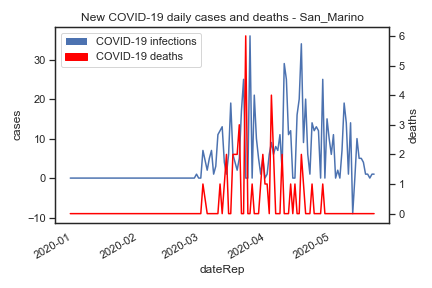 New COVID-19 daily cases and deaths - San_Marino
COVID-19 infections
COVID-19 deaths
cases
30
20
10
0
−10
deaths
6
5
4
3
2
1
0
2020-01
2020-02
2020-03
2020-04
2020-05
dateRep